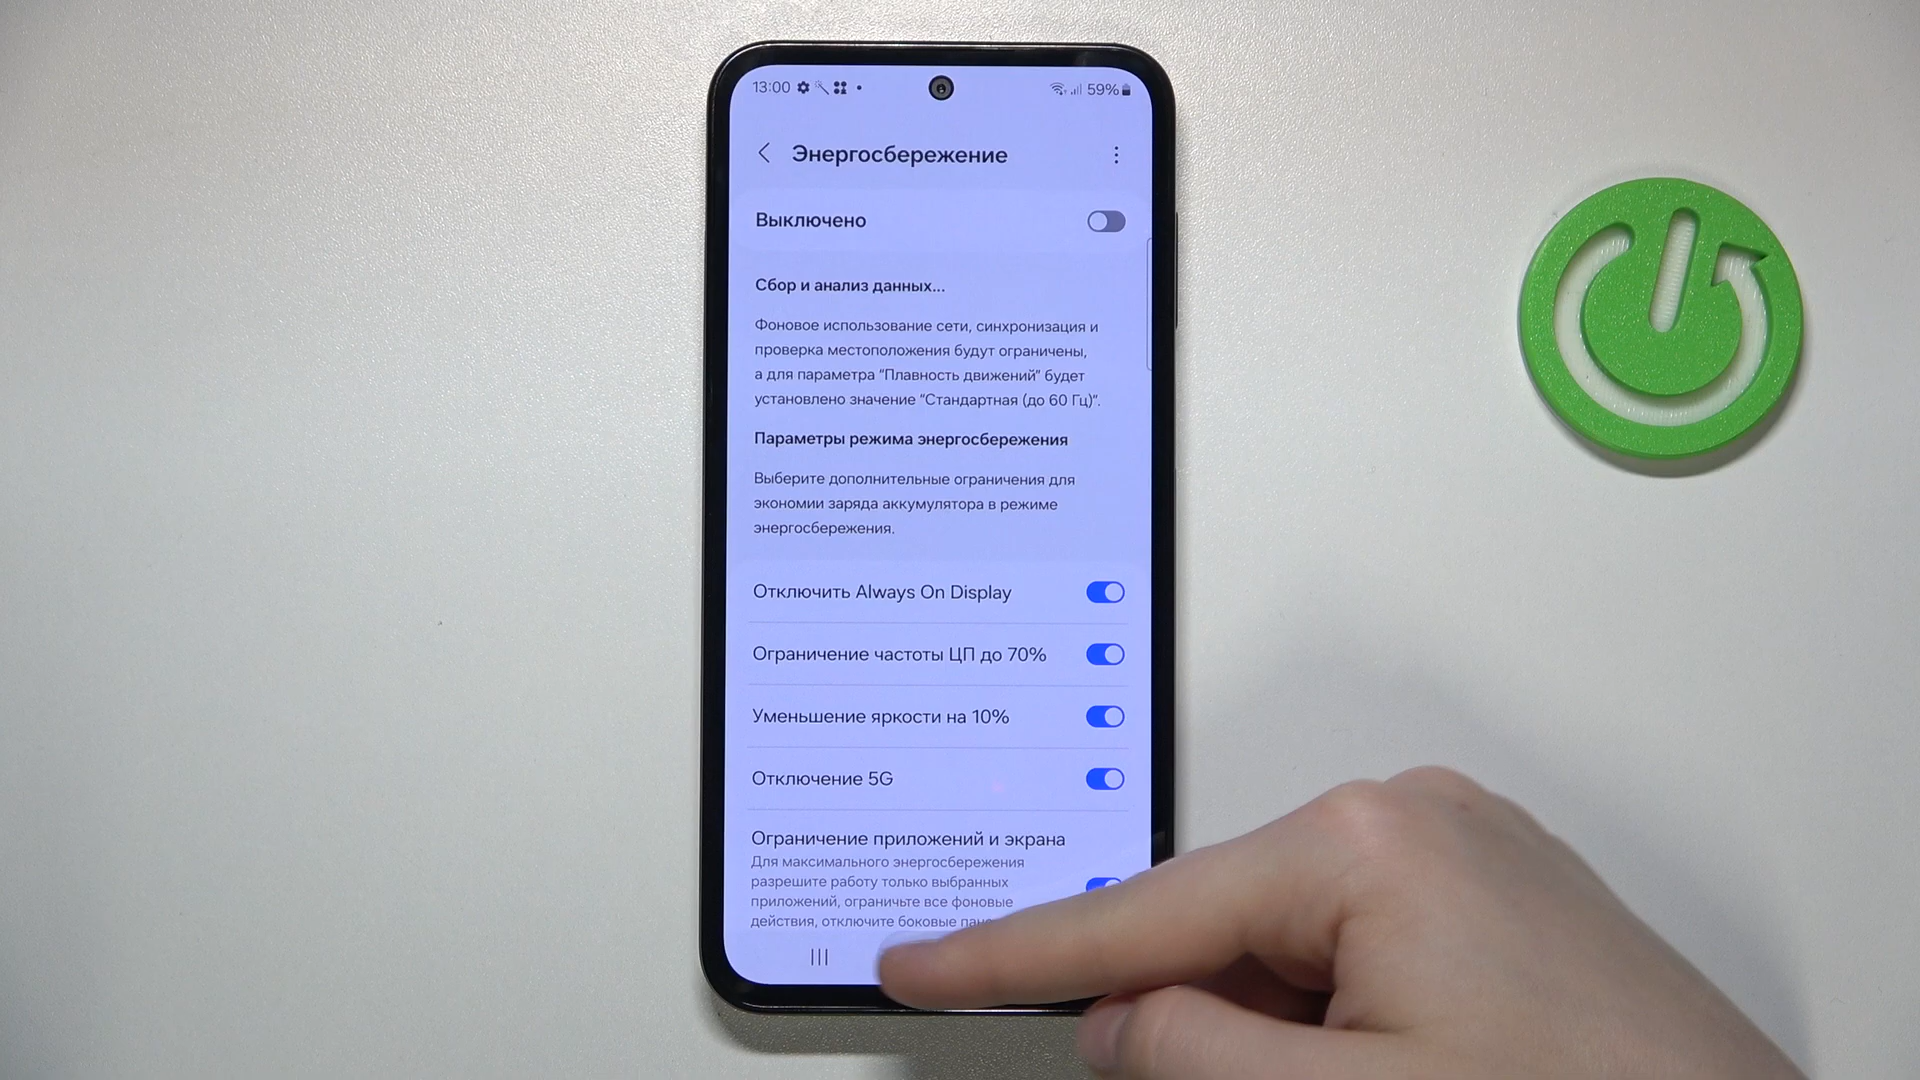 13:00
59%
Энергосбережение
Выключено
Сбор и анализ данных...
Фоновое использование сети, синхронизация и
проверка местоположения будут ограничены,
а для параметра "Плавность движений" будет
установлено значение "Стандартная (до 60 Гц)".
Параметры режима энергосбережения
Выберите дополнительные ограничения для
экономии заряда аккумулятора в режиме
энергосбережения.
Отключить Always On Display
Ограничение частоты ЦП до 70%
Уменьшение яркости на 10%
Отключение 5G
Ограничение приложений и экрана
Для максимального энергосбережения
разрешите работу только выбранных
приложений, ограничьте все фоновые
действия, отключите боковые